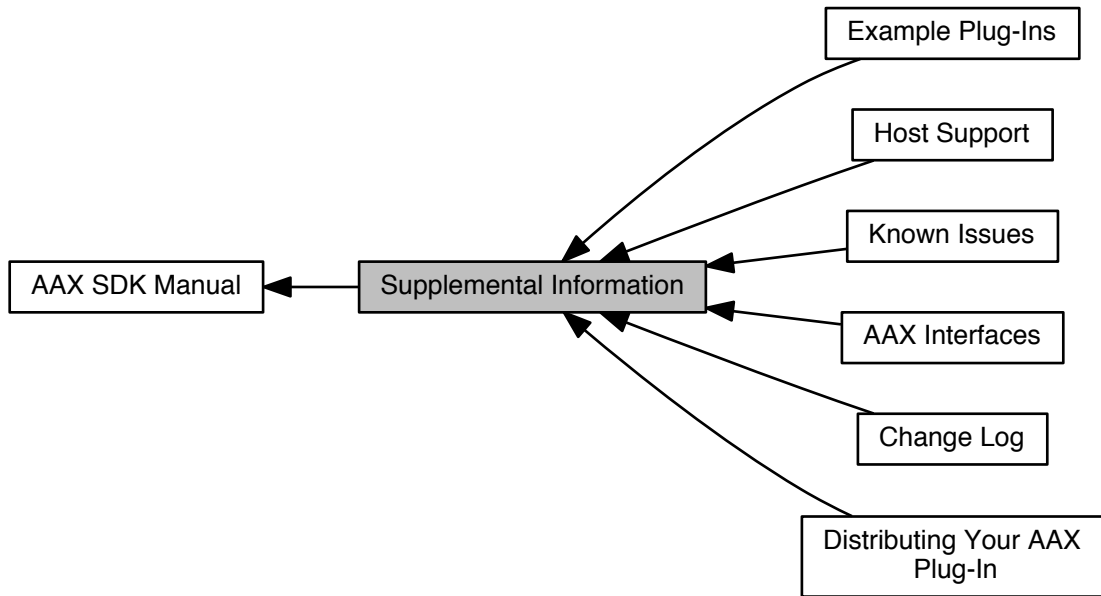 Example Plug-Ins
Host Support
Known Issues
AAX SDK Manual
Supplemental Information
AAX Interfaces
Change Log
Distributing Your AAX
Plug-In